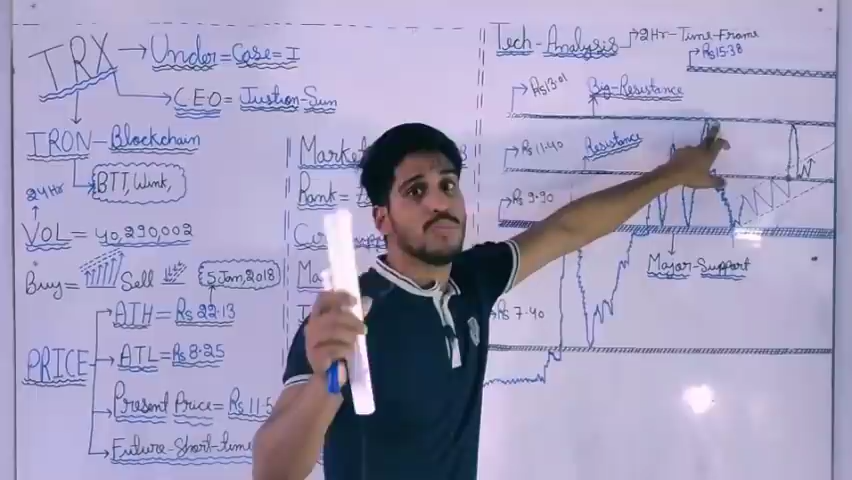 TRX → Under = Case = I
CEO = Justion-Sun
IRON - Blockchain
24Hr
BTT, Wink,
VOL = 40,290,002
Buy = Sell
5 Jan, 2018
PRICE
ATH = Rs 22.13
ATL = Rs 8.25
Present Price = Rs 11.5
Future-Short-time
Market
Rank =
Tech-Analysis → 2Hr-Time-Frame
Rs 15.38
Rs 13.01 Big-Resistance
Rs 11.40 Resistance
Rs 9.90
Major-Support
Rs 7.40